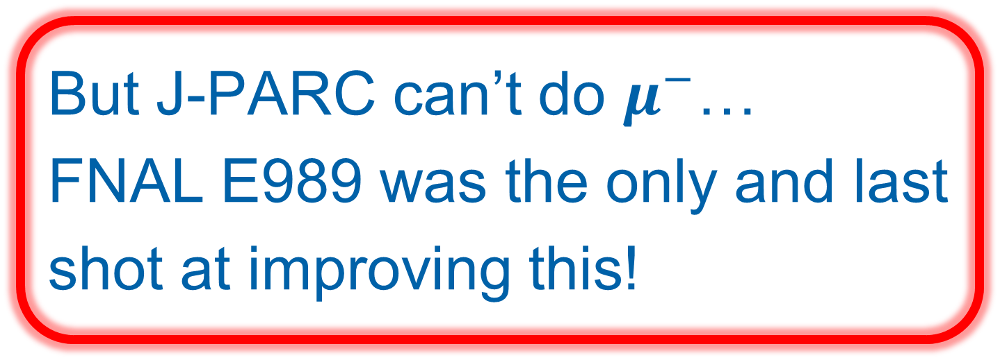 But J-PARC can’t do μ⁻…
FNAL E989 was the only and last
shot at improving this!